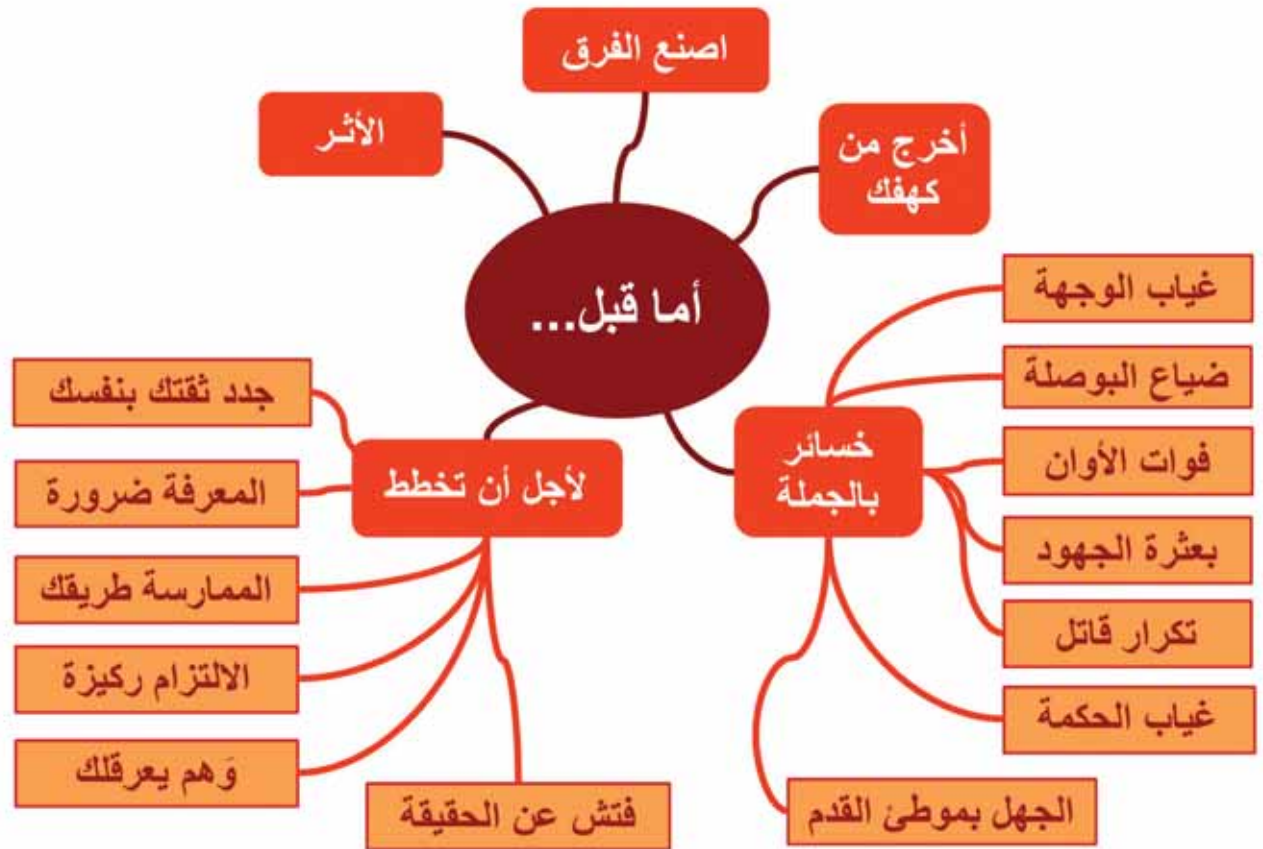 اصنع الفرق
الأثـر
أخرج من
كهفك
أما قبل...
غياب الوجهة
ضياع البوصلة
فوات الأوان
بعثرة الجهود
تكرار قاتل
غياب الحكمة
الجهل بموطئ القدم
خسائر
بالجملة
لأجل أن تخطط
جدد ثقتك بنفسك
المعرفة ضرورة
الممارسة طريقك
الالتزام ركيزة
وَهم يعرقلك
فتش عن الحقيقة